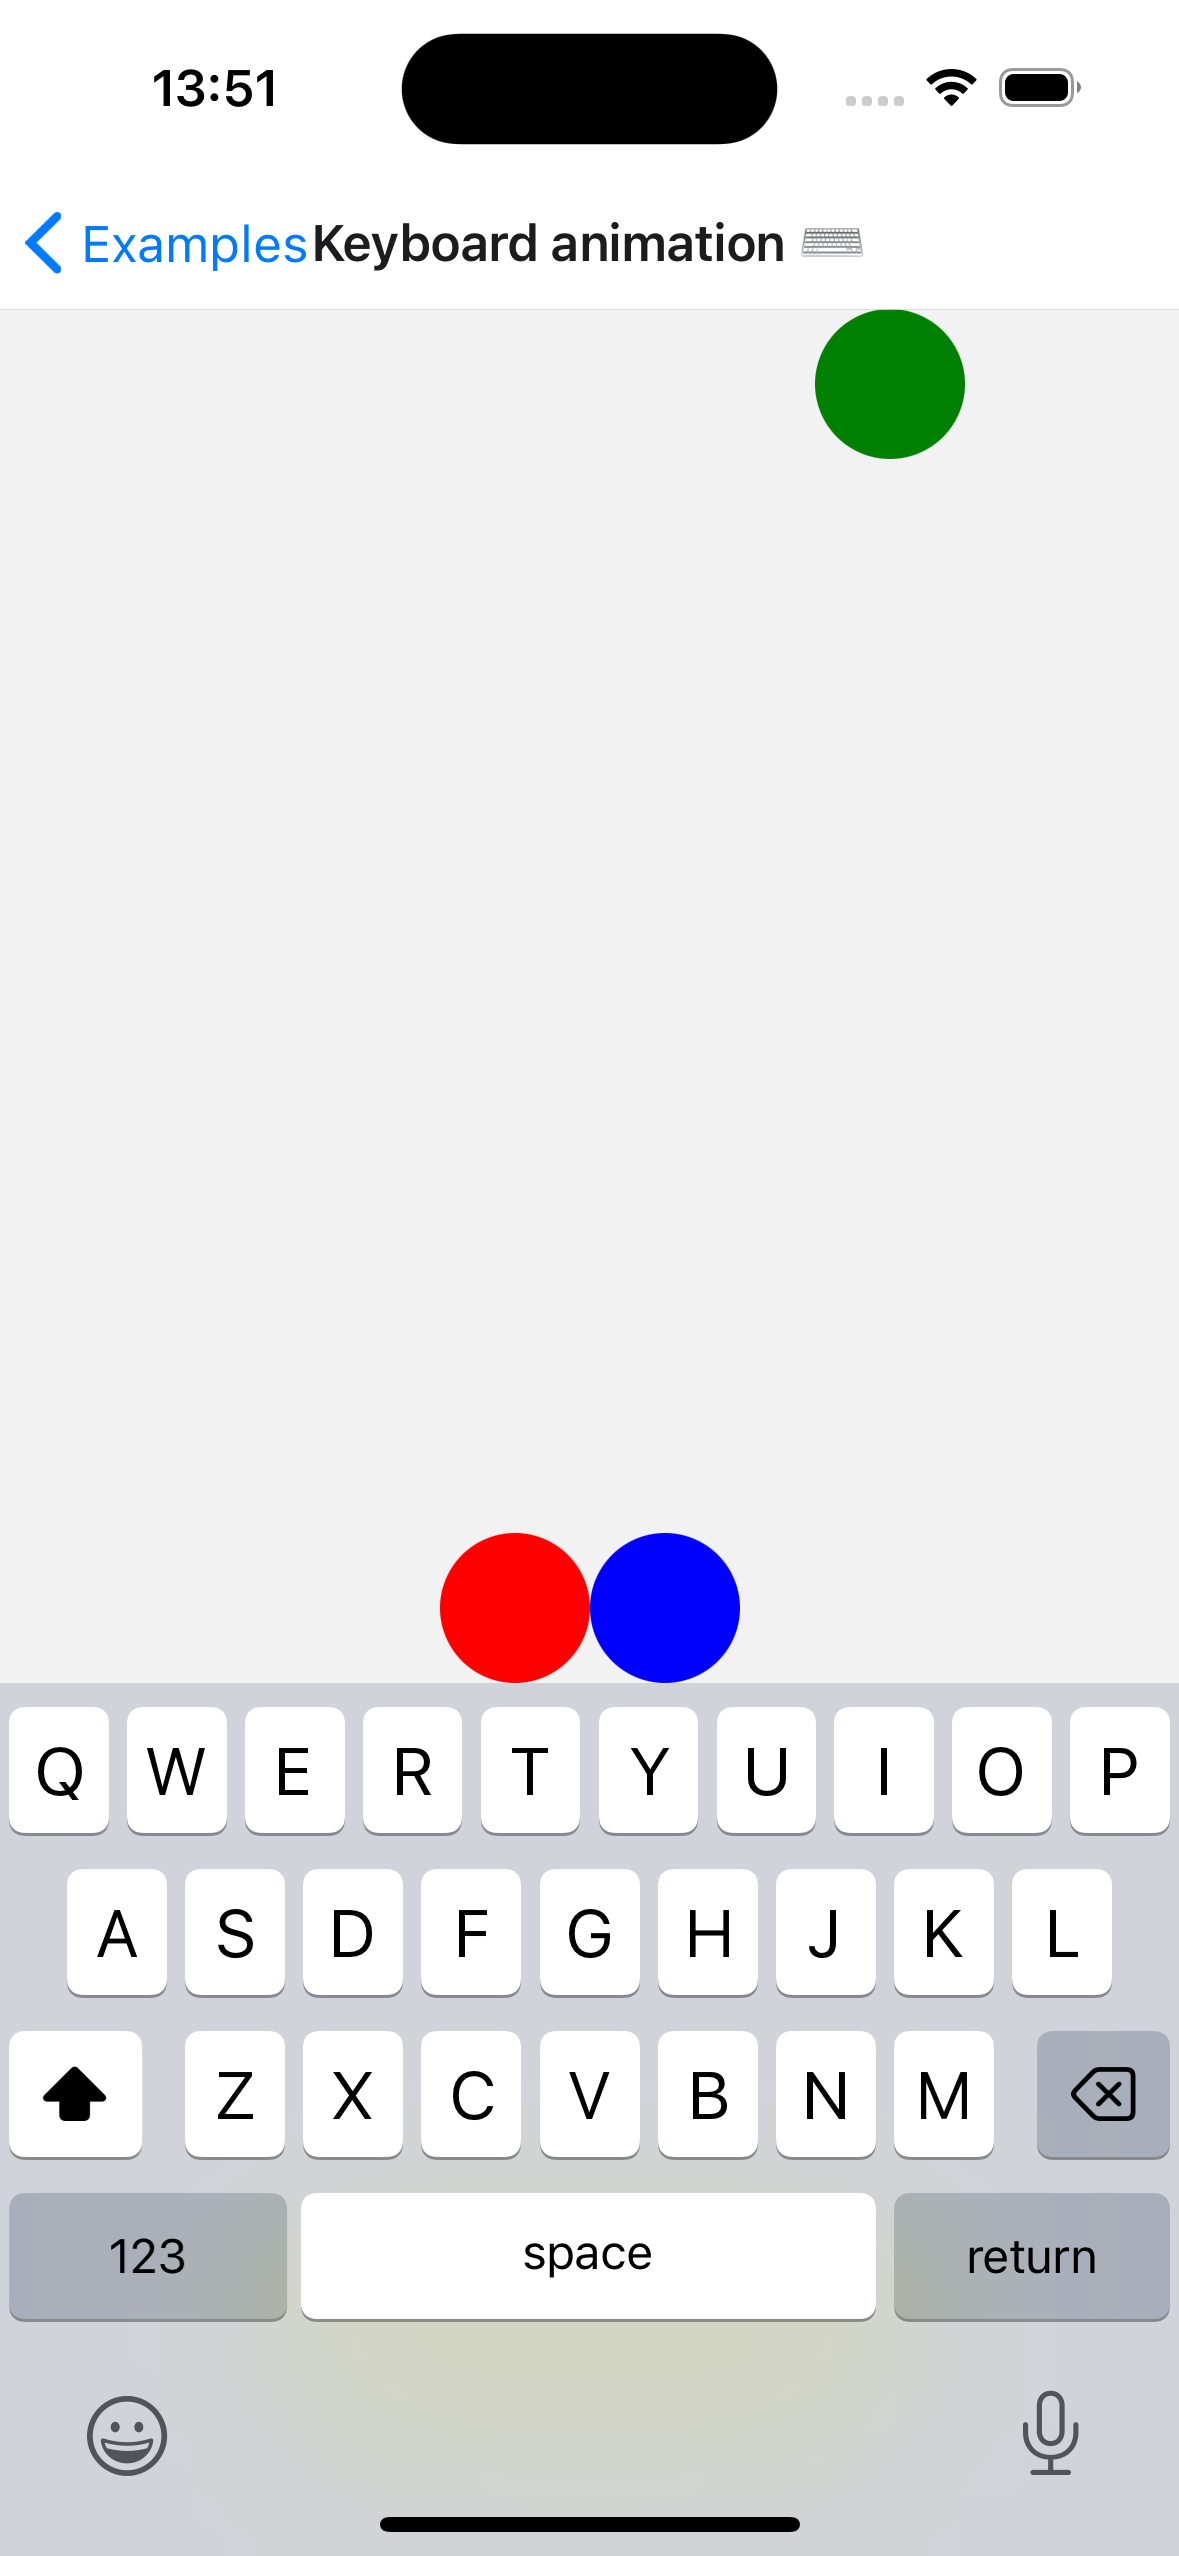 13:51
Examples Keyboard animation ⌨️
Q W E R T Y U I O P
A S D F G H J K L
Z X C V B N M
123 space return